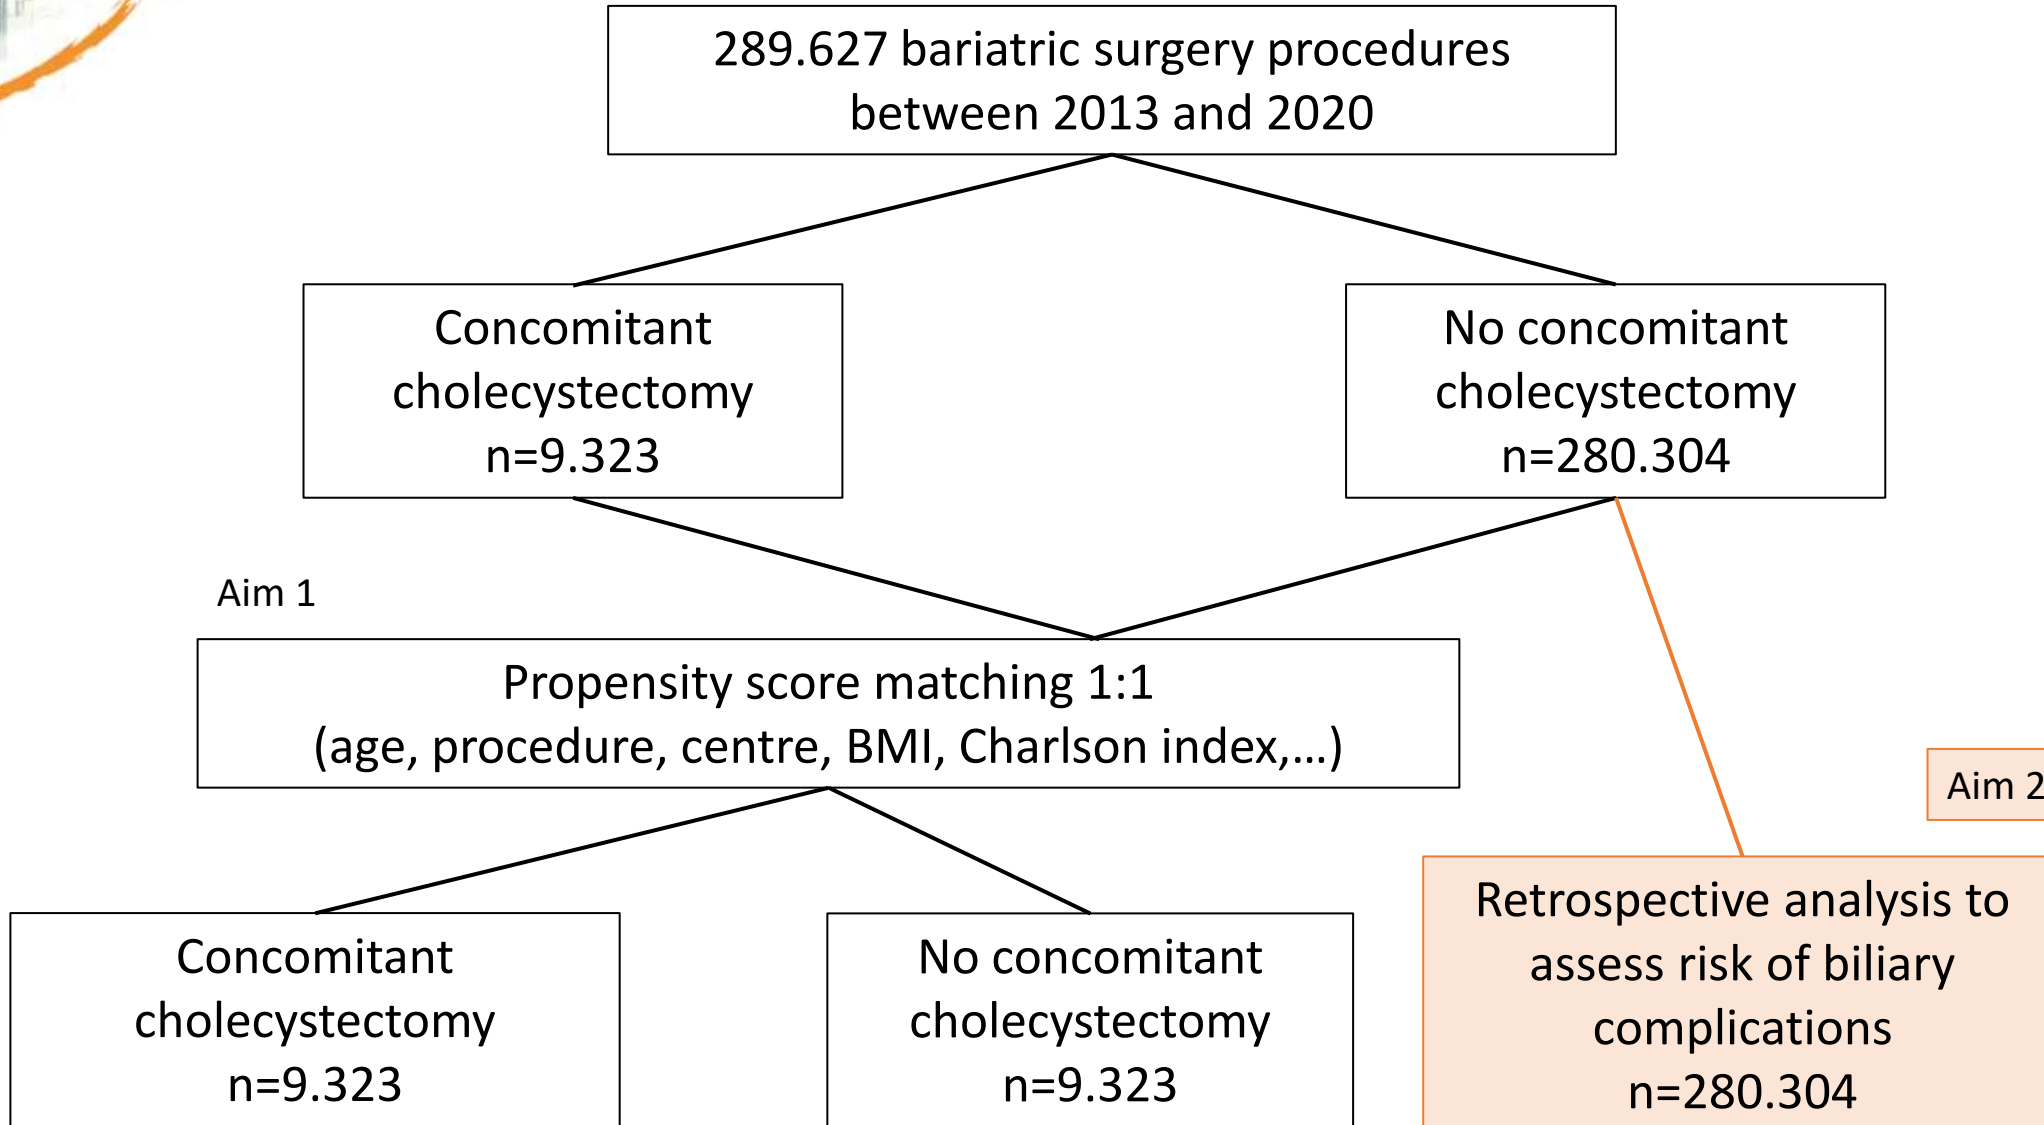 289.627 bariatric surgery procedures
between 2013 and 2020
Concomitant
cholecystectomy
n=9.323
No concomitant
cholecystectomy
n=280.304
Aim 1
Propensity score matching 1:1
(age, procedure, centre, BMI, Charlson index,...)
Aim 2
Concomitant
cholecystectomy
n=9.323
No concomitant
cholecystectomy
n=9.323
Retrospective analysis to
assess risk of biliary
complications
n=280.304